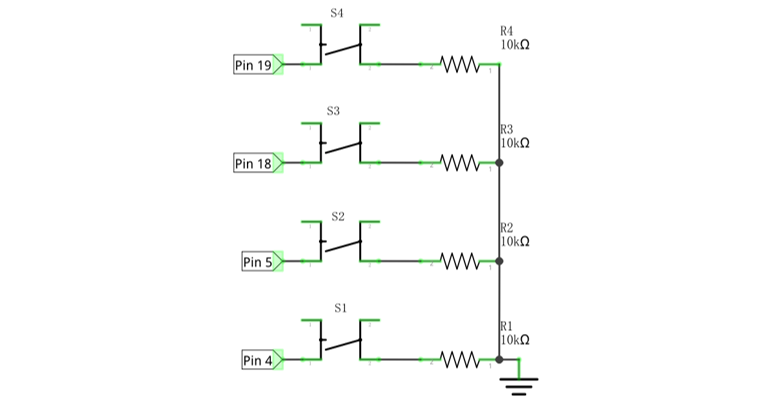 S4
R4
10kΩ
Pin 19
S3
R3
10kΩ
Pin 18
S2
R2
10kΩ
Pin 5
S1
R1
10kΩ
Pin 4